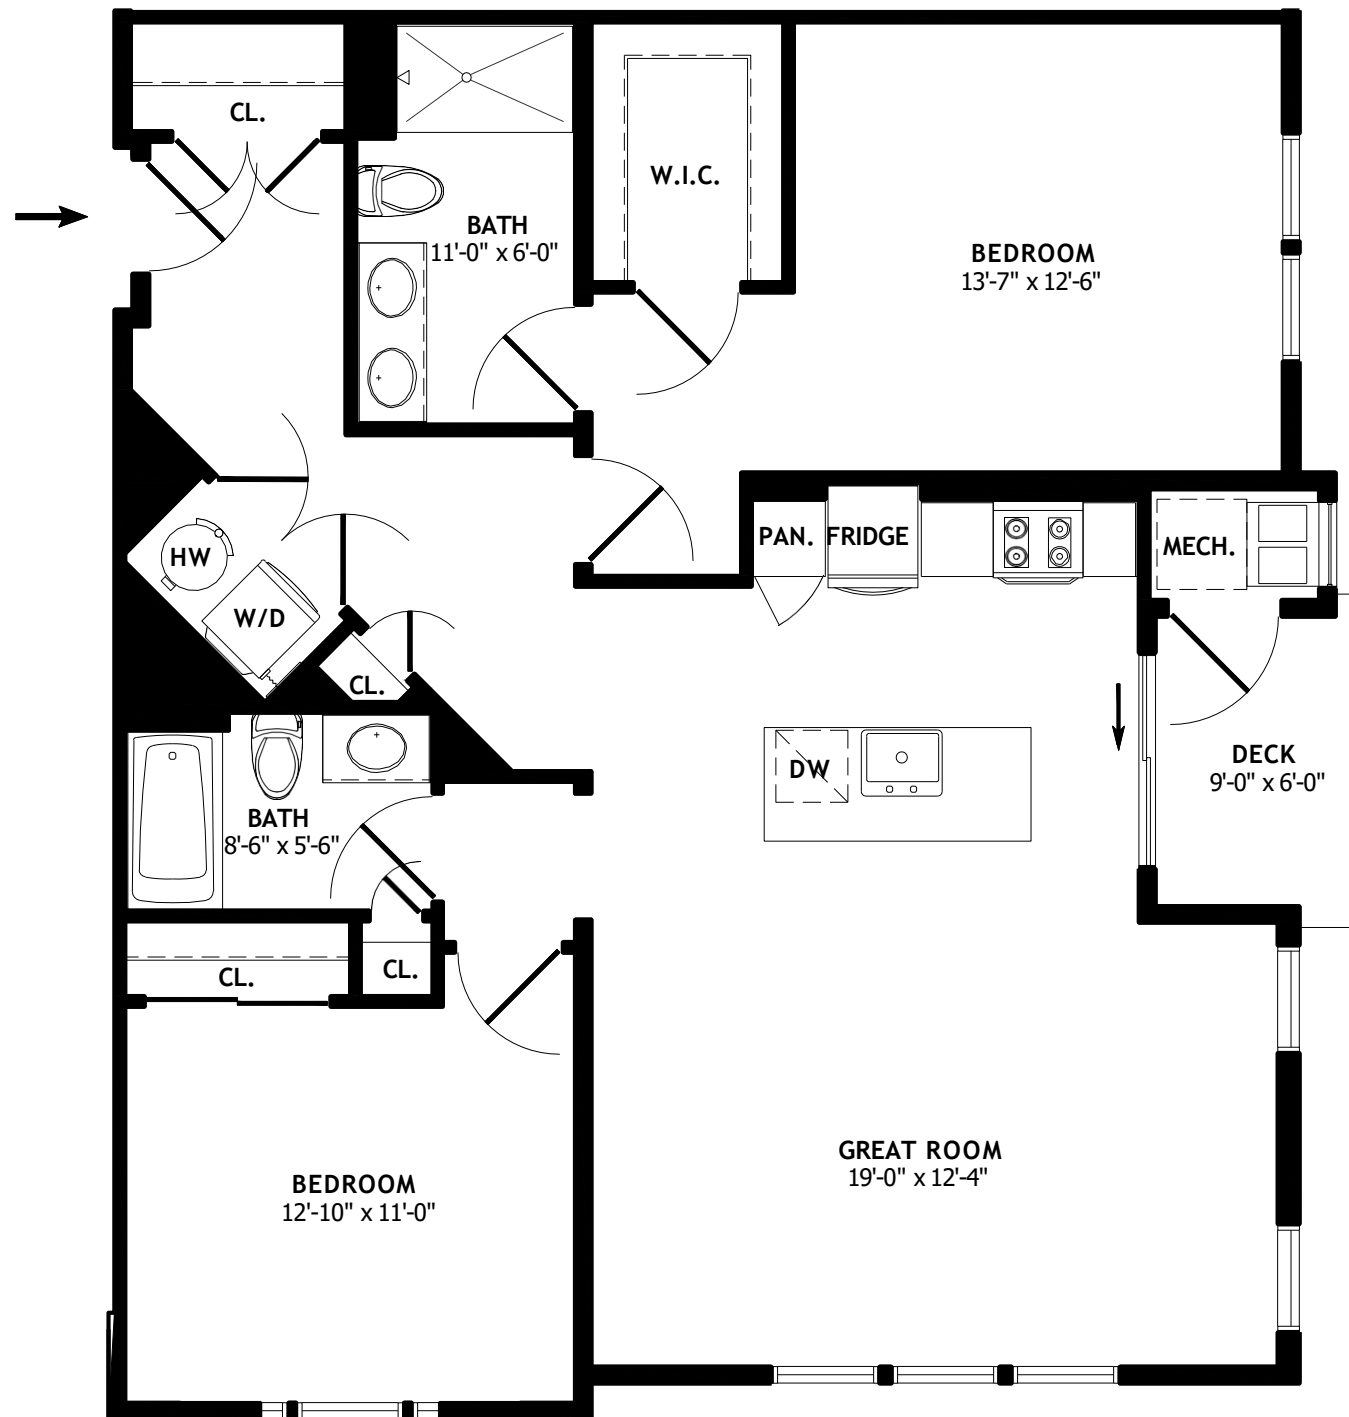 CL.
W.I.C.
BATH
11'-0" x 6'-0"
BEDROOM
13'-7" x 12'-6"
PAN.
FRIDGE
MECH.
HW
W/D
CL.
DECK
9'-0" x 6'-0"
DW
BATH
8'-6" x 5'-6"
CL.
CL.
GREAT ROOM
19'-0" x 12'-4"
BEDROOM
12'-10" x 11'-0"